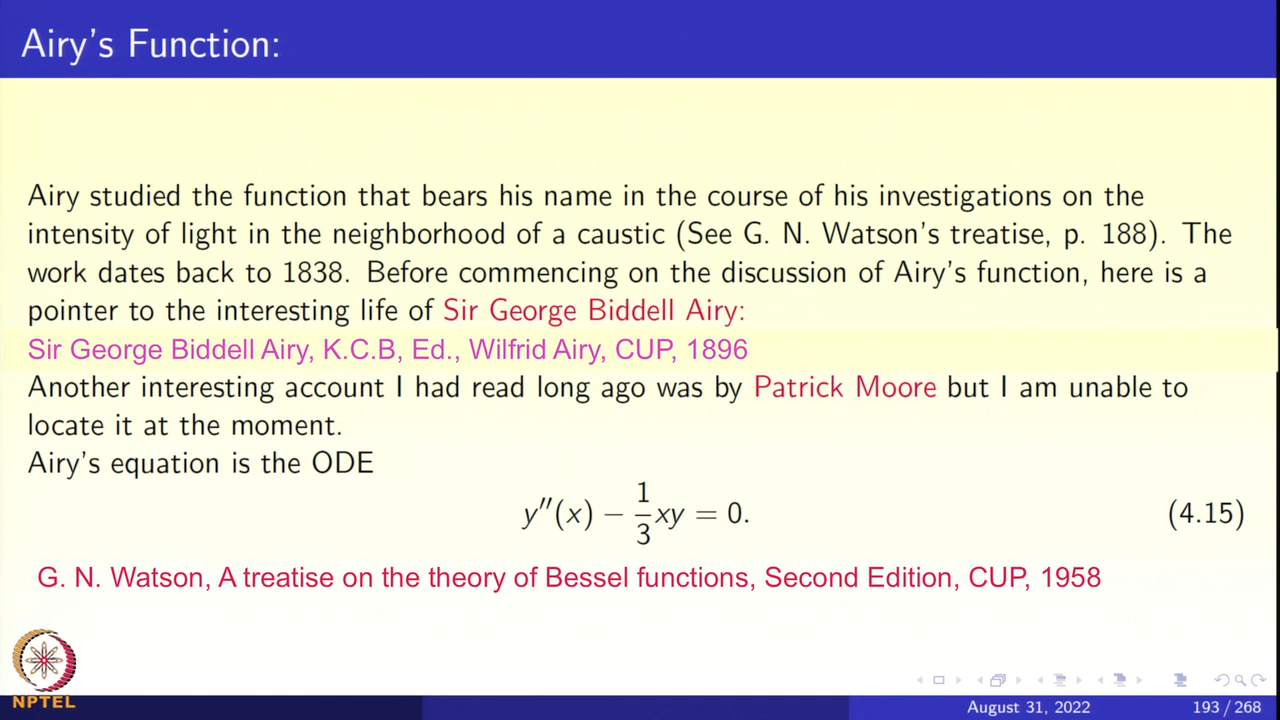 Airy's Function:
Airy studied the function that bears his name in the course of his investigations on the
intensity of light in the neighborhood of a caustic (See G. N. Watson's treatise, p. 188). The
work dates back to 1838. Before commencing on the discussion of Airy's function, here is a
pointer to the interesting life of Sir George Biddell Airy:
Sir George Biddell Airy, K.C.B, Ed., Wilfrid Airy, CUP, 1896
Another interesting account I had read long ago was by Patrick Moore but I am unable to
locate it at the moment.
Airy's equation is the ODE
y′′(x) − 1/3 xy = 0. (4.15)
G. N. Watson, A treatise on the theory of Bessel functions, Second Edition, CUP, 1958
NPTEL
August 31, 2022 193 / 268